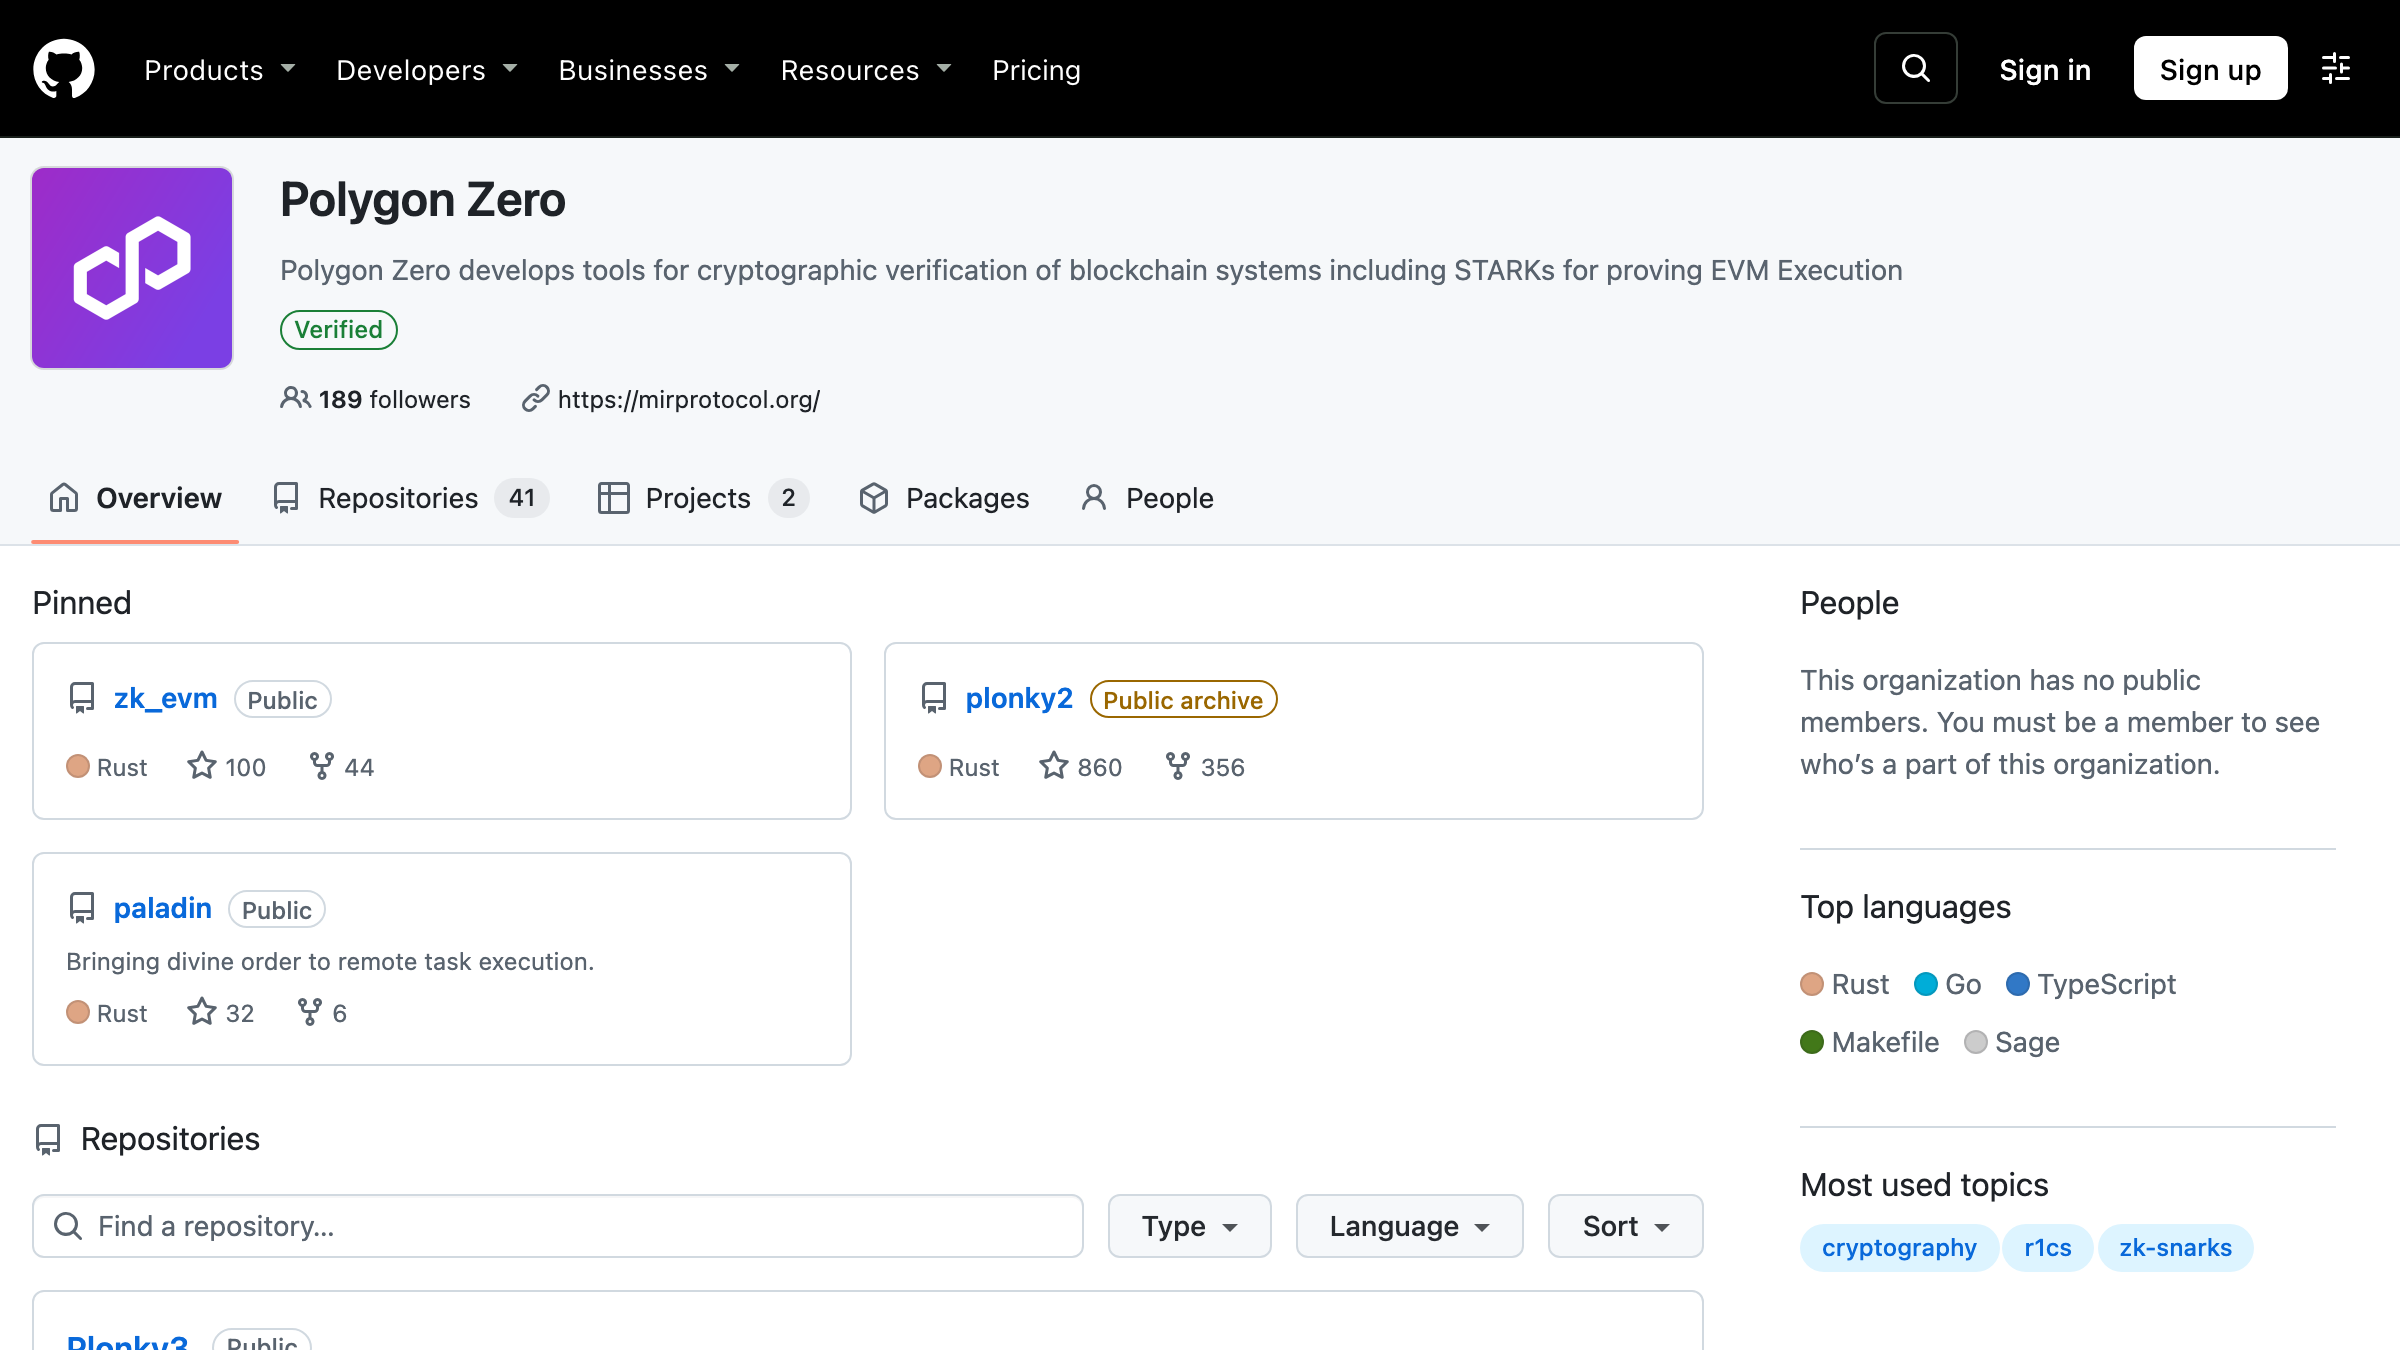 Products Developers Businesses Resources Pricing Sign in Sign up
Polygon Zero
Polygon Zero develops tools for cryptographic verification of blockchain systems including STARKs for proving EVM Execution
Verified
189 followers https://mirprotocol.org/
Overview Repositories 41 Projects 2 Packages People
Pinned
zk_evm Public
Rust 100 44
plonky2 Public archive
Rust 860 356
paladin Public
Bringing divine order to remote task execution.
Rust 32 6
Repositories
Find a repository...
Type Language Sort
Plonky3 Public
People
This organization has no public
members. You must be a member to see
who’s a part of this organization.
Top languages
Rust Go TypeScript
Makefile Sage
Most used topics
cryptography r1cs zk-snarks